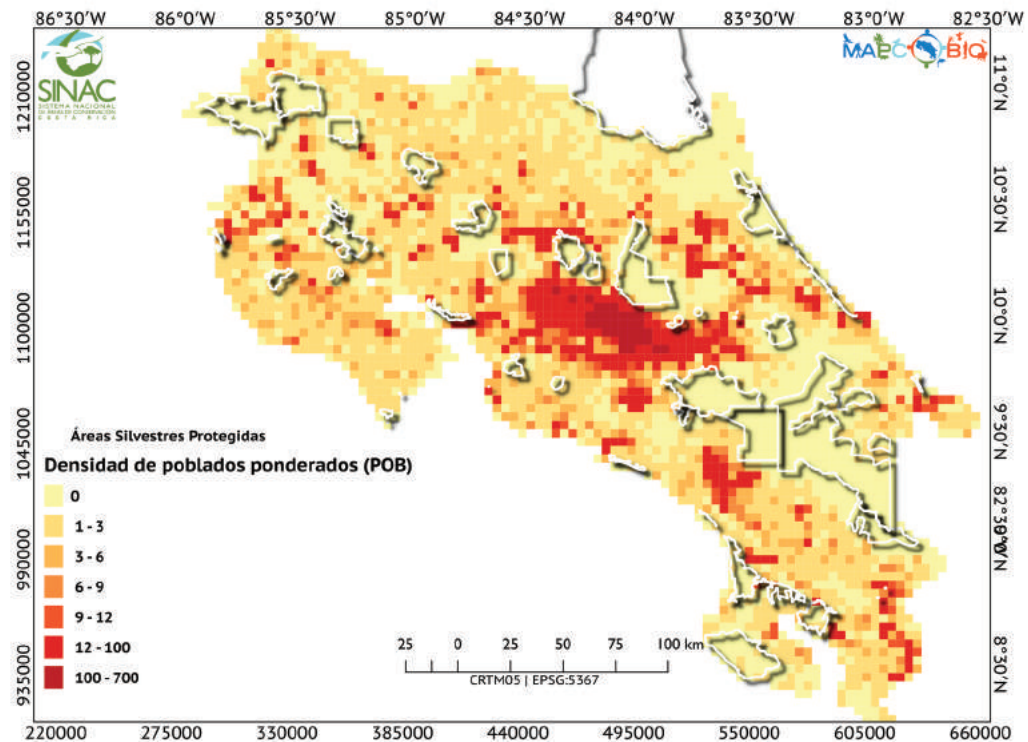 86°30'W 86°0'W 85°30'W 85°0'W 84°30'W 84°0'W 83°30'W 83°0'W 82°30'W
SINAC
SISTEMA NACIONAL
DE ÁREAS DE CONSERVACIÓN
COSTA RICA
MAPCOBIO
1210000
1155000
1100000
1045000
990000
935000
11°0'N
10°30'N
10°0'N
9°30'N
82°30'W
8°30'N
Áreas Silvestres Protegidas
Densidad de poblados ponderados (POB)
0
1 - 3
3 - 6
6 - 9
9 - 12
12 - 100
100 - 700
25 0 25 50 75 100 km
CRTM05 | EPSG:5367
220000 275000 330000 385000 440000 495000 550000 605000 660000